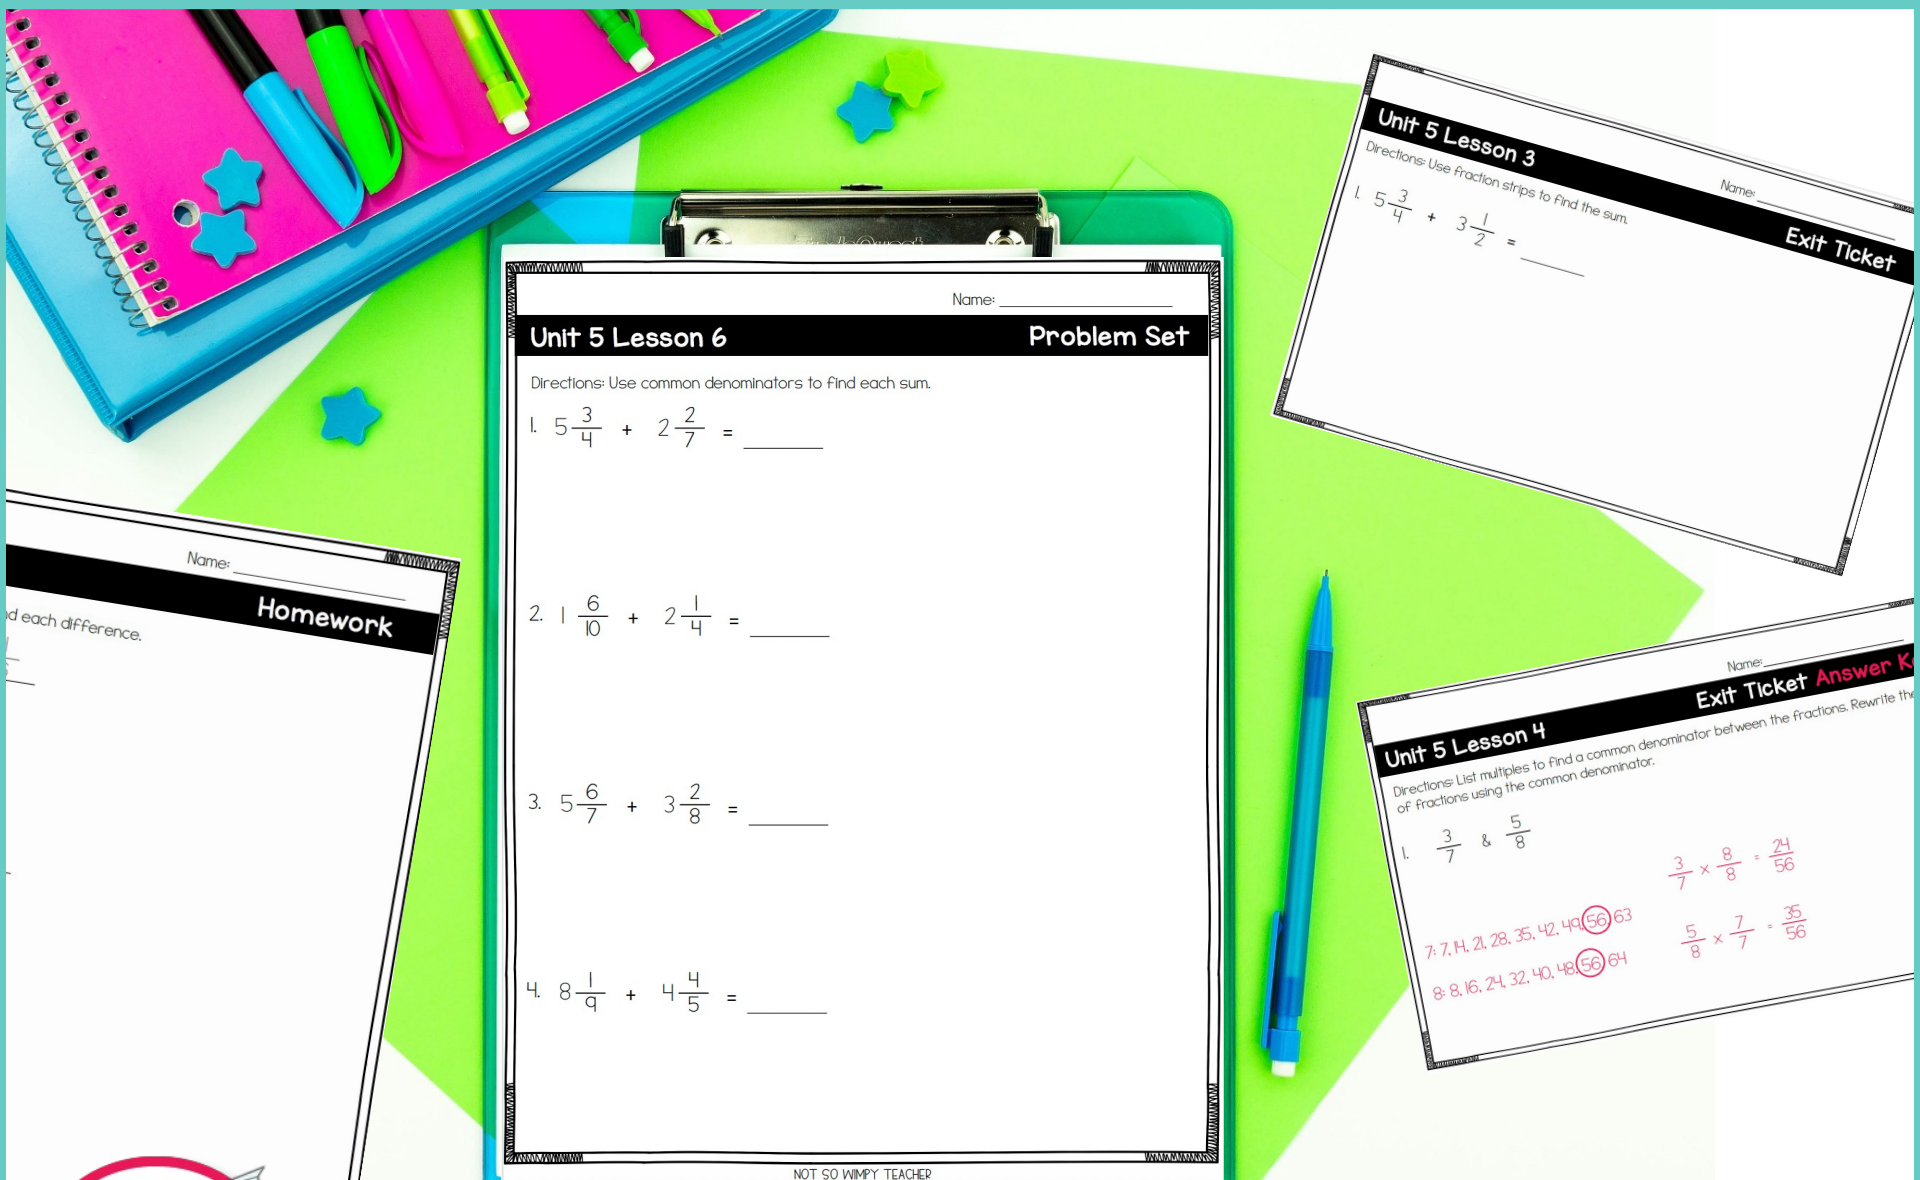 Name:
Unit 5 Lesson 6 Problem Set
Directions: Use common denominators to find each sum.
1. 5 3/4 + 2 2/7 =
2. 1 6/10 + 2 1/4 =
3. 5 6/7 + 3 2/8 =
4. 8 1/9 + 4 4/5 =
NOT SO WIMPY TEACHER
Name:
Unit 5 Lesson 3 Exit Ticket
Directions: Use fraction strips to find the sum.
1. 5 3/4 + 3 1/2 =
Name:
Homework
each difference.
Name:
Unit 5 Lesson 4 Exit Ticket Answer
Directions: List multiples to find a common denominator between the fractions. Rewrite the
of fractions using the common denominator.
1. 3/7 & 5/8
3/7 × 8/8 = 24/56
5/8 × 7/7 = 35/56
7: 7, 14, 21, 28, 35, 42, 49, 56, 63
8: 8, 16, 24, 32, 40, 48, 56, 64